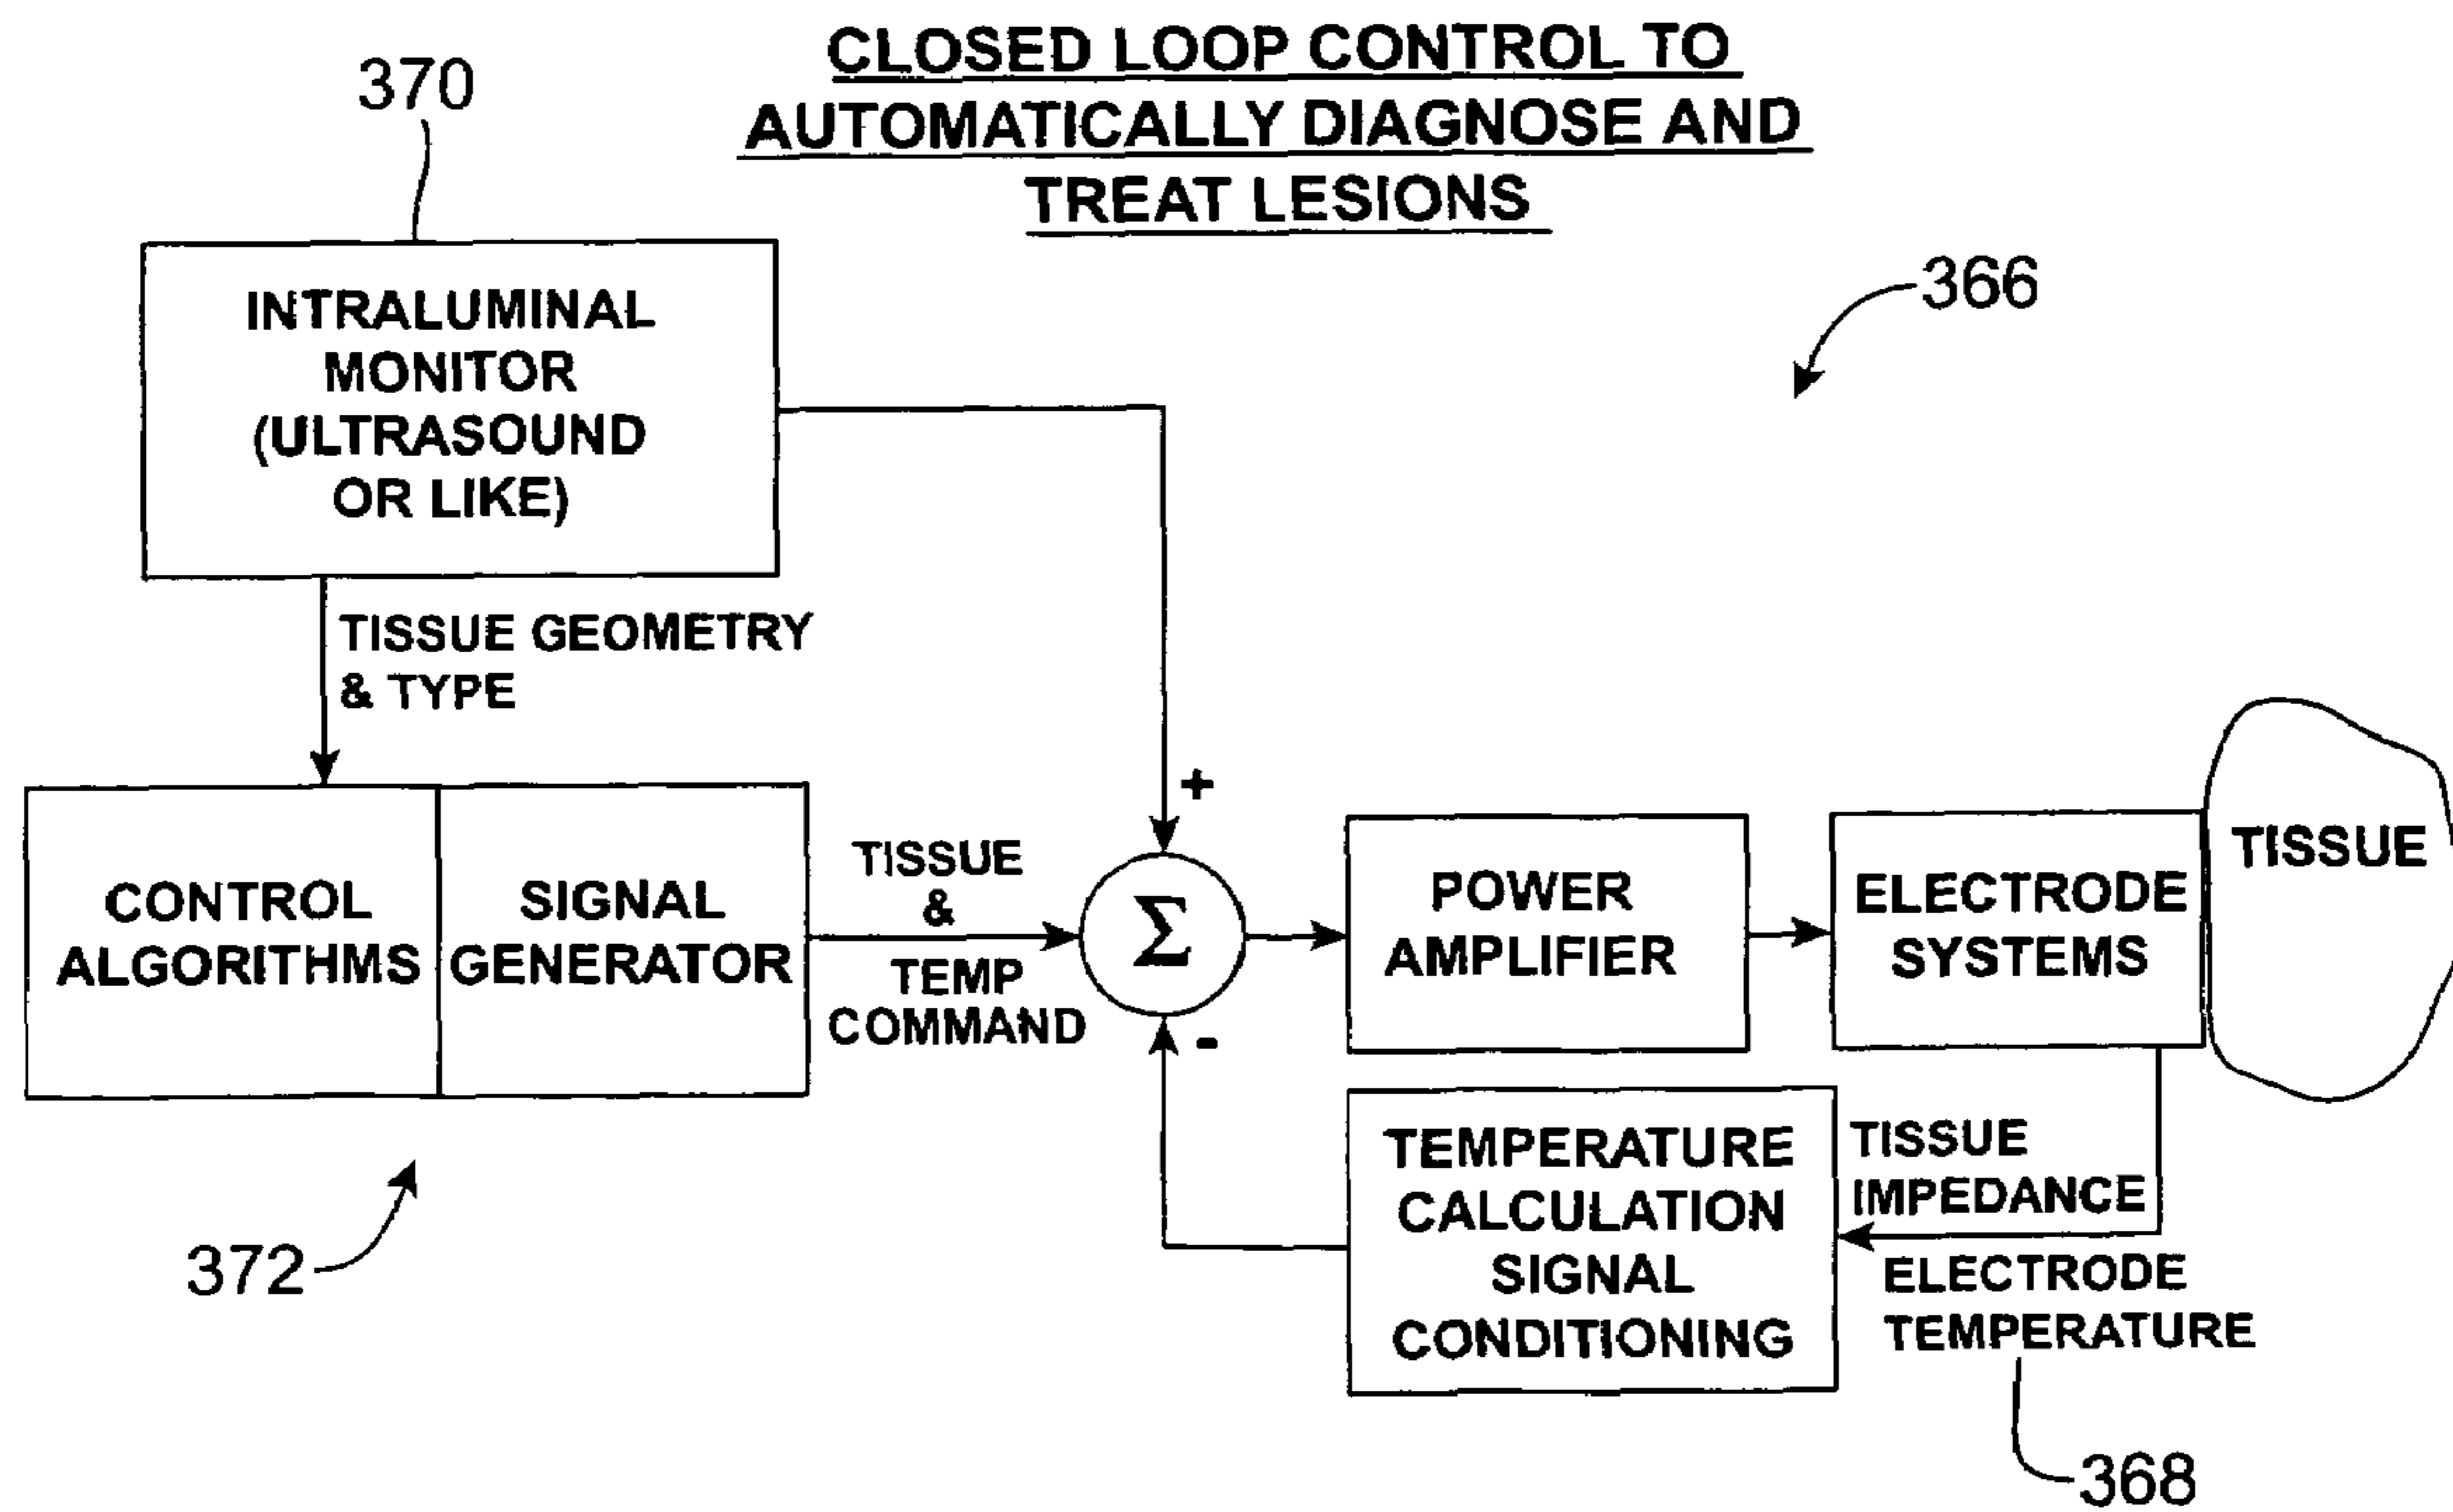 CLOSED LOOP CONTROL TO
AUTOMATICALLY DIAGNOSE AND
TREAT LESIONS
370
366
INTRALUMINAL
MONITOR
(ULTRASOUND
OR LIKE)
TISSUE GEOMETRY
& TYPE
+
CONTROL
ALGORITHMS
SIGNAL
GENERATOR
TISSUE
&
TEMP
COMMAND
Σ
-
POWER
AMPLIFIER
ELECTRODE
SYSTEMS
TISSUE
TEMPERATURE
CALCULATION
SIGNAL
CONDITIONING
TISSUE
IMPEDANCE
ELECTRODE
TEMPERATURE
372
368